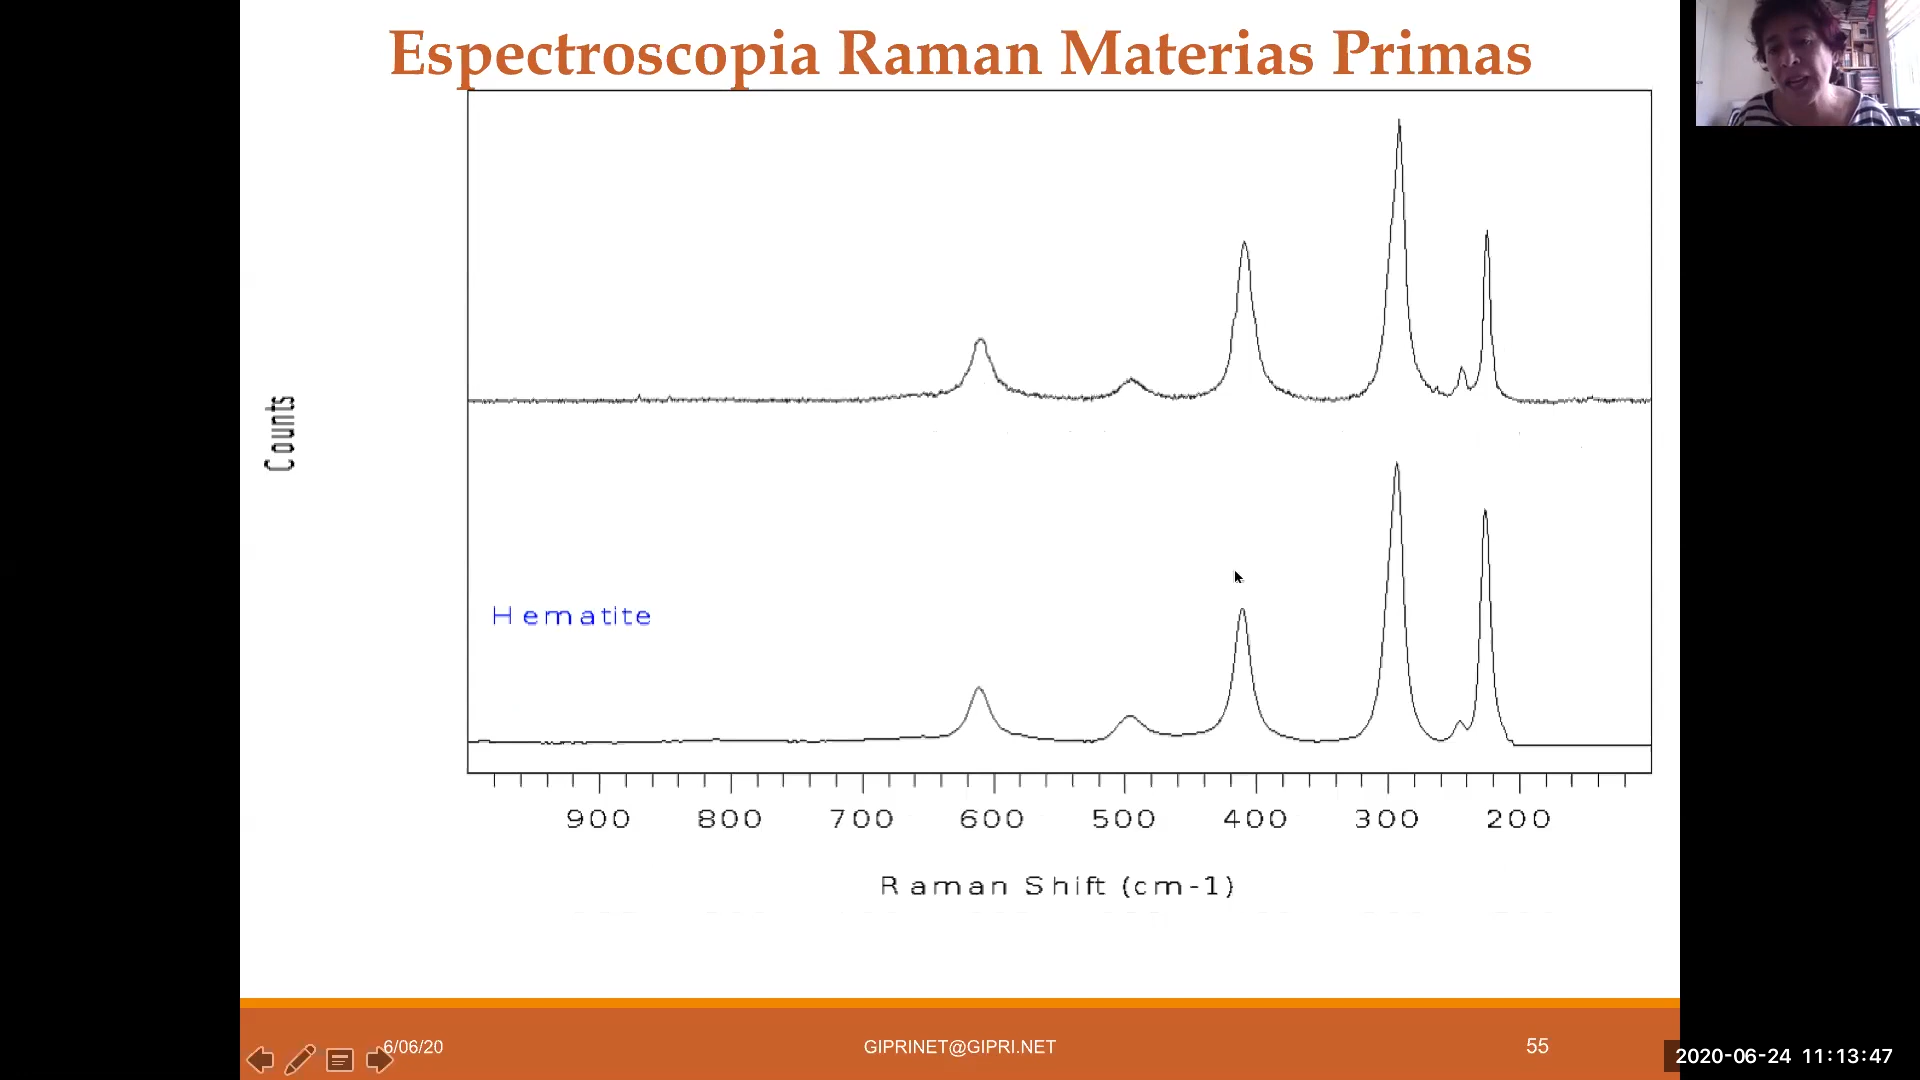 Espectroscopia Raman Materias Primas
Counts
Hematite
900 800 700 600 500 400 300 200
Raman Shift (cm-1)
6/06/20 GIPRINET@GIPRI.NET 55
2020-06-24 11:13:47